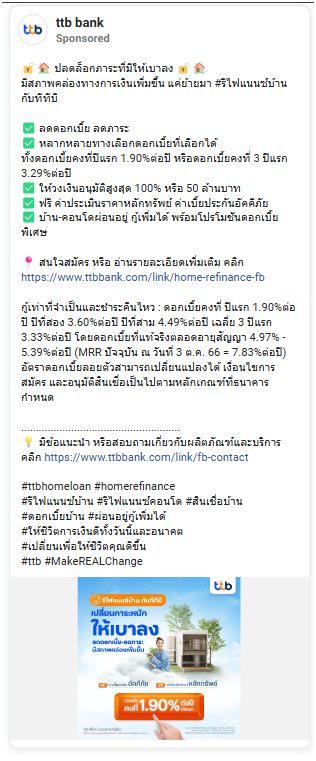 ttb
ttb bank
Sponsored
🔓 🏠 ปลดล็อกภาระที่มีให้เบาลง 🔓 🏠
มีสภาพคล่องทางการเงินเพิ่มขึ้น แค่ย้ายมา #รีไฟแนนซ์บ้าน
กับทีทีบี
✅ ลดดอกเบี้ย ลดภาระ
✅ หลากหลายทางเลือกดอกเบี้ยที่เลือกได้
ทั้งดอกเบี้ยคงที่ปีแรก 1.90%ต่อปี หรือดอกเบี้ยคงที่ 3 ปีแรก
3.29%ต่อปี
✅ ให้วงเงินอนุมัติสูงสุด 100% หรือ 50 ล้านบาท
✅ ฟรี ค่าประเมินราคาหลักทรัพย์ ค่าเบี้ยประกันอัคคีภัย
✅ บ้าน-คอนโดผ่อนอยู่ กู้เพิ่มได้ พร้อมโปรโมชันดอกเบี้ย
พิเศษ
📍 สนใจสมัคร หรือ อ่านรายละเอียดเพิ่มเติม คลิก
https://www.ttbbank.com/link/home-refinance-fb
กู้เท่าที่จำเป็นและชำระคืนไหว : ดอกเบี้ยคงที่ ปีแรก 1.90%ต่อ
ปี ปีที่สอง 3.60%ต่อปี ปีที่สาม 4.49%ต่อปี เฉลี่ย 3 ปีแรก
3.33%ต่อปี โดยดอกเบี้ยที่แท้จริงตลอดอายุสัญญา 4.97% -
5.39%ต่อปี (MRR ปัจจุบัน ณ วันที่ 3 ต.ค. 66 = 7.83%ต่อปี)
อัตราดอกเบี้ยลอยตัวสามารถเปลี่ยนแปลงได้ เงื่อนไขการ
สมัคร และอนุมัติสินเชื่อเป็นไปตามหลักเกณฑ์ที่ธนาคาร
กำหนด
......................................................
💡 มีข้อแนะนำ หรือสอบถามเกี่ยวกับผลิตภัณฑ์และบริการ
คลิก https://www.ttbbank.com/link/fb-contact
#ttbhomeloan #homerefinance
#รีไฟแนนซ์บ้าน #รีไฟแนนซ์คอนโด #สินเชื่อบ้าน
#ดอกเบี้ยบ้าน #ผ่อนอยู่กู้เพิ่มได้
#ให้ชีวิตการเงินดีทั้งวันนี้และอนาคต
#เปลี่ยนเพื่อให้ชีวิตคุณดีขึ้น
#ttb #MakeREALChange
ttb
รีไฟแนนซ์บ้าน กับทีทีบี
เปลี่ยนภาระหนัก
ให้เบาลง
ลดดอกเบี้ย-ลดภาระ
มีสภาพคล่องเพิ่มขึ้น
อัคคีภัย
หลักทรัพย์
คงที่ 1.90% ต่อปี